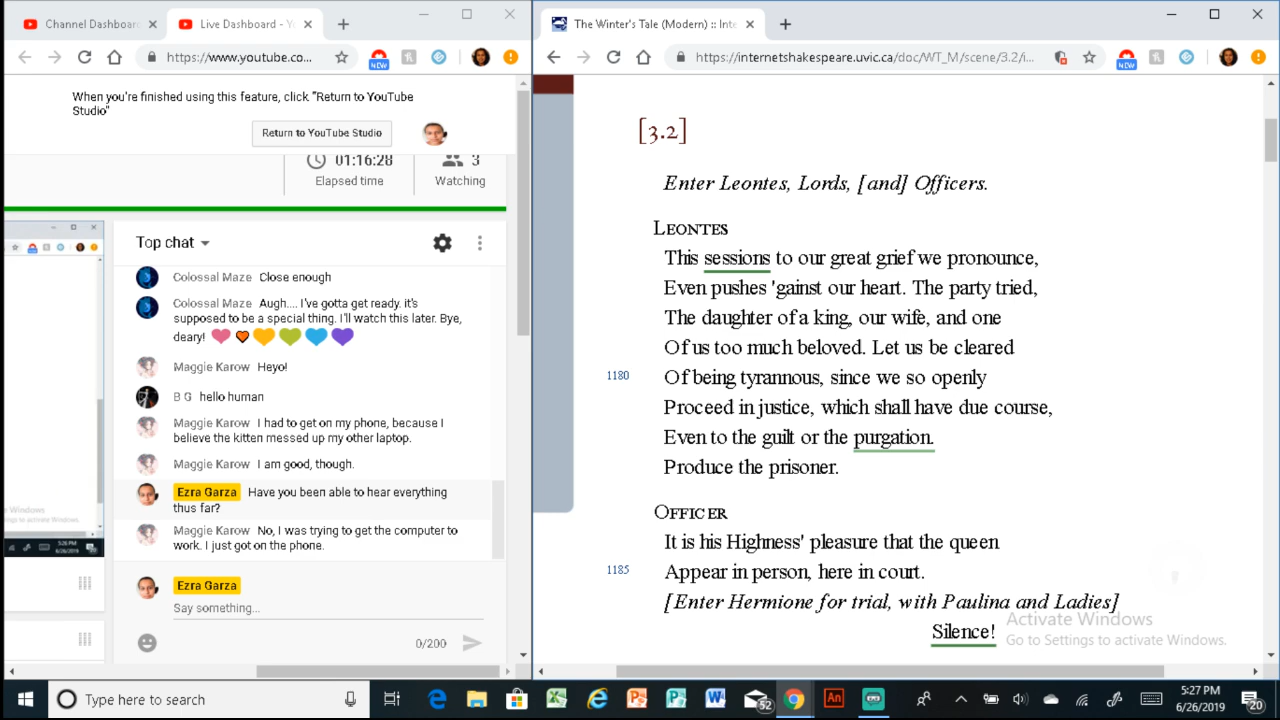 Channel Dashboar
Live Dashboard - Yo
The Winter's Tale (Modern) :: Inte
https://www.youtube.co...
NEW
https://internetshakespeare.uvic.ca/doc/WT_M/scene/3.2/i...
NEW
When you're finished using this feature, click "Return to YouTube
Studio"
Return to YouTube Studio
01:16:28
Elapsed time
3
Watching
Top chat
Colossal Maze Close enough
Colossal Maze Augh.... I've gotta get ready. it's
supposed to be a special thing. I'll watch this later. Bye,
deary!
Maggie Karow Heyo!
B G hello human
Maggie Karow I had to get on my phone, because I
believe the kitten messed up my other laptop.
Maggie Karow I am good, though.
Ezra Garza Have you been able to hear everything
thus far?
Maggie Karow No, I was trying to get the computer to
work. I just got on the phone.
Ezra Garza
Say something...
0/200
[3.2]
Enter Leontes, Lords, [and] Officers.
LEONTES
This sessions to our great grief we pronounce,
Even pushes 'gainst our heart. The party tried,
The daughter of a king, our wife, and one
Of us too much beloved. Let us be cleared
1180 Of being tyrannous, since we so openly
Proceed in justice, which shall have due course,
Even to the guilt or the purgation.
Produce the prisoner.
OFFICER
It is his Highness' pleasure that the queen
1185 Appear in person, here in court.
[Enter Hermione for trial, with Paulina and Ladies]
Silence!
Activate Windows
Go to Settings to activate Windows.
Type here to search
52
An
5:27 PM
6/26/2019
20